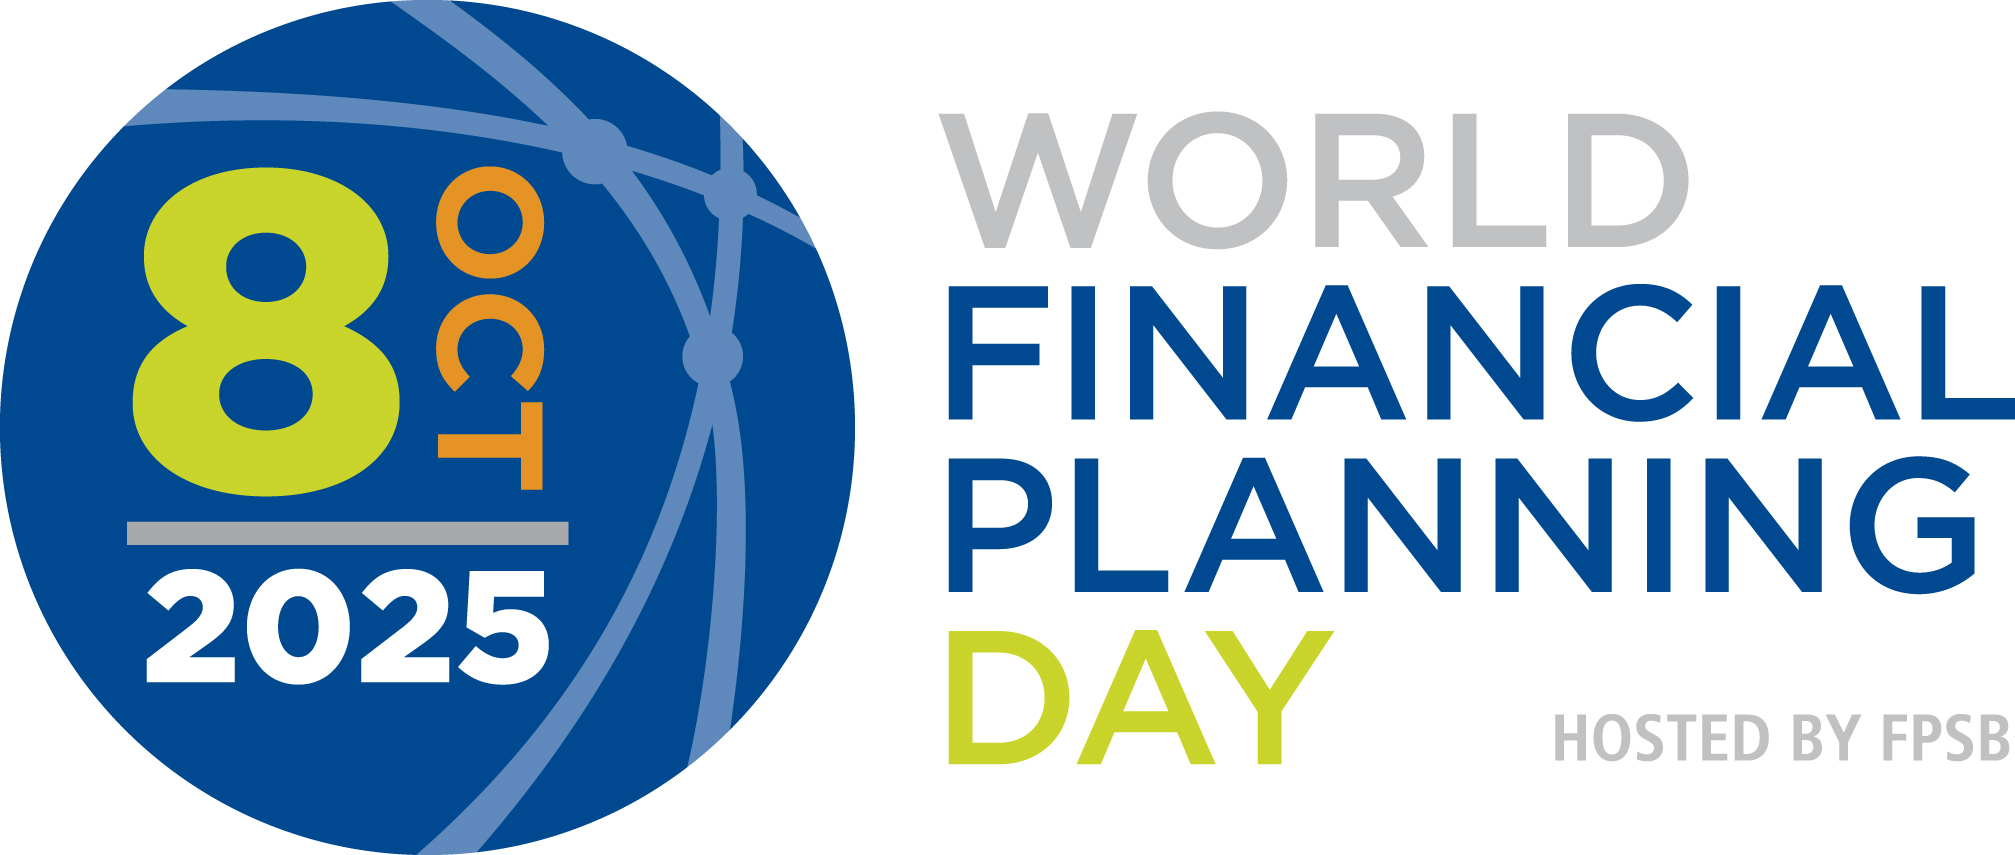 8
OCT
2025
WORLD
FINANCIAL
PLANNING
DAY
HOSTED BY FPSB